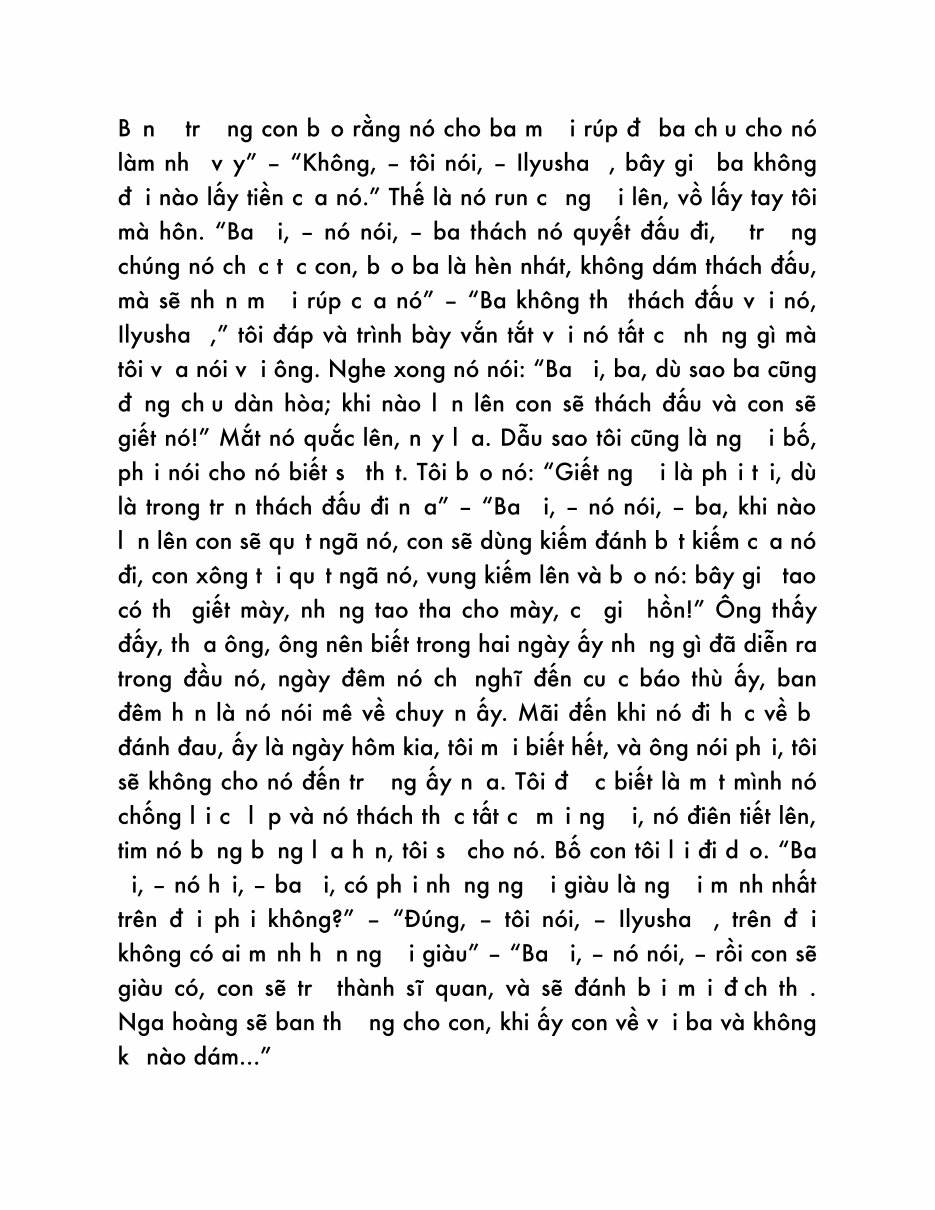 B n tr ng con b o rằng nó cho ba m i rúp đ ba ch u cho nó
làm nh v y” – “Không, – tôi nói, – Ilyusha , bây gi ba không
đ i nào lấy tiền c a nó.” Thế là nó run c ng i lên, vồ lấy tay tôi
mà hôn. “Ba i, – nó nói, – ba thách nó quyết đấu đi, tr ng
chúng nó ch c t c con, b o ba là hèn nhát, không dám thách đấu,
mà sẽ nh n m i rúp c a nó” – “Ba không th thách đấu v i nó,
Ilyusha ,” tôi đáp và trình bày vắn tắt v i nó tất c nh ng gì mà
tôi v a nói v i ông. Nghe xong nó nói: “Ba i, ba, dù sao ba cũng
đ ng ch u dàn hòa; khi nào l n lên con sẽ thách đấu và con sẽ
giết nó!” Mắt nó quắc lên, n y l a. Dẫu sao tôi cũng là ng i bố,
ph i nói cho nó biết s th t. Tôi b o nó: “Giết ng i là ph i t i, dù
là trong tr n thách đấu đi n a” – “Ba i, – nó nói, – ba, khi nào
l n lên con sẽ qu t ngã nó, con sẽ dùng kiếm đánh b t kiếm c a nó
đi, con xông t i qu t ngã nó, vung kiếm lên và b o nó: bây gi tao
có th giết mày, nh ng tao tha cho mày, c gi hồn!” Ông thấy
đấy, th a ông, ông nên biết trong hai ngày ấy nh ng gì đã diễn ra
trong đầu nó, ngày đêm nó ch nghĩ đến cu c báo thù ấy, ban
đêm h n là nó nói mê về chuy n ấy. Mãi đến khi nó đi h c về b
đánh đau, ấy là ngày hôm kia, tôi m i biết hết, và ông nói ph i, tôi
sẽ không cho nó đến tr ng ấy n a. Tôi đ c biết là m t mình nó
chống l i c l p và nó thách th c tất c m i ng i, nó điên tiết lên,
tim nó b ng b ng l a h n, tôi s cho nó. Bố con tôi l i đi d o. “Ba
i, – nó h i, – ba i, có ph i nh ng ng i giàu là ng i m nh nhất
trên đ i ph i không?” – “Đúng, – tôi nói, – Ilyusha , trên đ i
không có ai m nh h n ng i giàu” – “Ba i, – nó nói, – rồi con sẽ
giàu có, con sẽ tr thành sĩ quan, và sẽ đánh b i m i đ ch th .
Nga hoàng sẽ ban th ng cho con, khi ấy con về v i ba và không
k nào dám...”